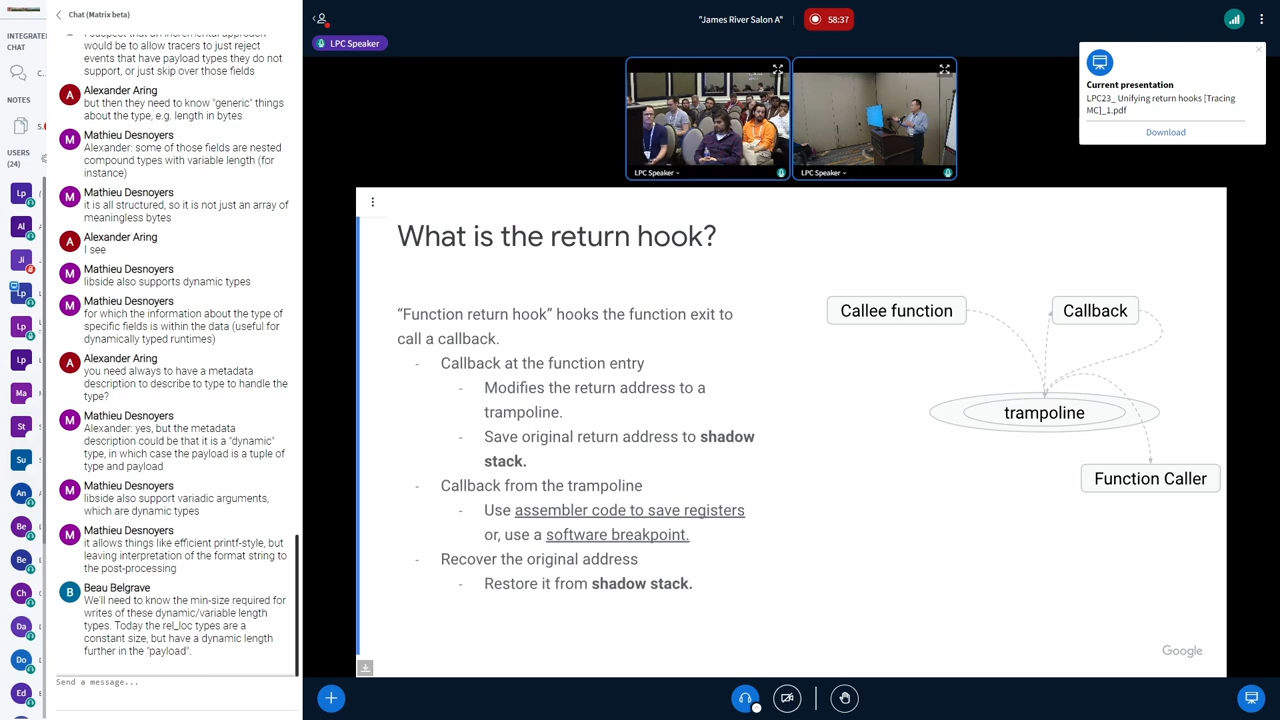 INTEGRATE
CHAT
C...
NOTES
S.
USERS
(24)
Lp
Al
Ji
Lp
Lp
Lp
Ma
St
Su
An
Be
Be
Ch
Da
Do
Ed
Chat (Matrix beta)
would be to allow tracers to just reject
events that have payload types they do not
support, or just skip over those fields
A
Alexander Aring
but then they need to know "generic" things
about the type, e.g. length in bytes
M
Mathieu Desnoyers
Alexander: some of those fields are nested
compound types with variable length (for
instance)
M
Mathieu Desnoyers
it is all structured, so it is not just an array of
meaningless bytes
A
Alexander Aring
I see
M
Mathieu Desnoyers
libside also supports dynamic types
M
Mathieu Desnoyers
for which the information about the type of
specific fields is within the data (useful for
dynamically typed runtimes)
A
Alexander Aring
you need always to have a metadata
description to describe to type to handle the
type?
M
Mathieu Desnoyers
Alexander: yes, but the metadata
description could be that it is a "dynamic"
type, in which case the payload is a tuple of
type and payload
M
Mathieu Desnoyers
libside also support variadic arguments,
which are dynamic types
M
Mathieu Desnoyers
it allows things like efficient printf-style, but
leaving interpretation of the format string to
the post-processing
B
Beau Belgrave
We'll need to know the min-size required for
writes of these dynamic/variable length
types. Today the rel_loc types are a
constant size, but have a dynamic length
further in the "payload".
Send a message...
"James River Salon A"
58:37
LPC Speaker
LPC Speaker
LPC Speaker
Current presentation
LPC23_ Unifying return hooks [Tracing
MC]_1.pdf
Download
What is the return hook?
“Function return hook” hooks the function exit to
call a callback.
- Callback at the function entry
- Modifies the return address to a
trampoline.
- Save original return address to shadow
stack.
- Callback from the trampoline
- Use assembler code to save registers
or, use a software breakpoint.
- Recover the original address
- Restore it from shadow stack.
Callee function
Callback
trampoline
Function Caller
Google